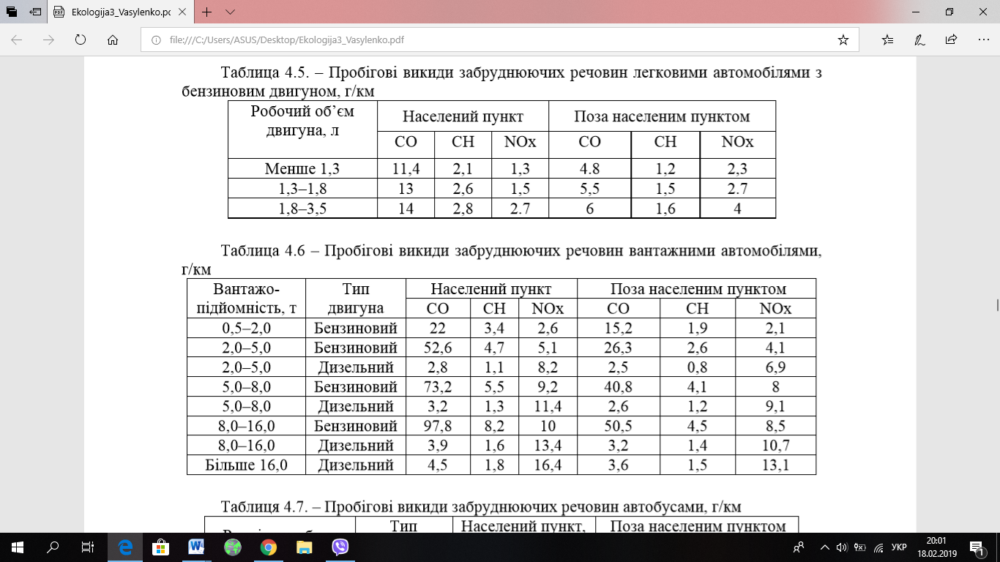 Ekologija3_Vasylenko.pd
file:///C:/Users/ASUS/Desktop/Ekologija3_Vasylenko.pdf
Таблица 4.5. – Пробігові викиди забруднюючих речовин легковими автомобілями з
бензиновим двигуном, г/км
Робочий об’єм двигуна, л Населений пункт Поза населеним пунктом
CO CH NOx CO CH NOx
Менше 1,3 11,4 2,1 1,3 4.8 1,2 2,3
1,3–1,8 13 2,6 1,5 5,5 1,5 2.7
1,8–3,5 14 2,8 2.7 6 1,6 4
Таблица 4.6 – Пробігові викиди забруднюючих речовин вантажними автомобілями,
г/км
Вантажо- Тип Населений пункт Поза населеним пунктом
підйомність, т двигуна CO CH NOx CO CH NOx
0,5–2,0 Бензиновий 22 3,4 2,6 15,2 1,9 2,1
2,0–5,0 Бензиновий 52,6 4,7 5,1 26,3 2,6 4,1
2,0–5,0 Дизельний 2,8 1,1 8,2 2,5 0,8 6,9
5,0–8,0 Бензиновий 73,2 5,5 9,2 40,8 4,1 8
5,0–8,0 Дизельний 3,2 1,3 11,4 2,6 1,2 9,1
8,0–16,0 Бензиновий 97,8 8,2 10 50,5 4,5 8,5
8,0–16,0 Дизельний 3,9 1,6 13,4 3,2 1,4 10,7
Більше 16,0 Дизельний 4,5 1,8 16,4 3,6 1,5 13,1
Таблиця 4.7. – Пробігові викиди забруднюючих речовин автобусами, г/км
Тип Населений пункт, Поза населеним пунктом
УКР
20:01
18.02.2019
1